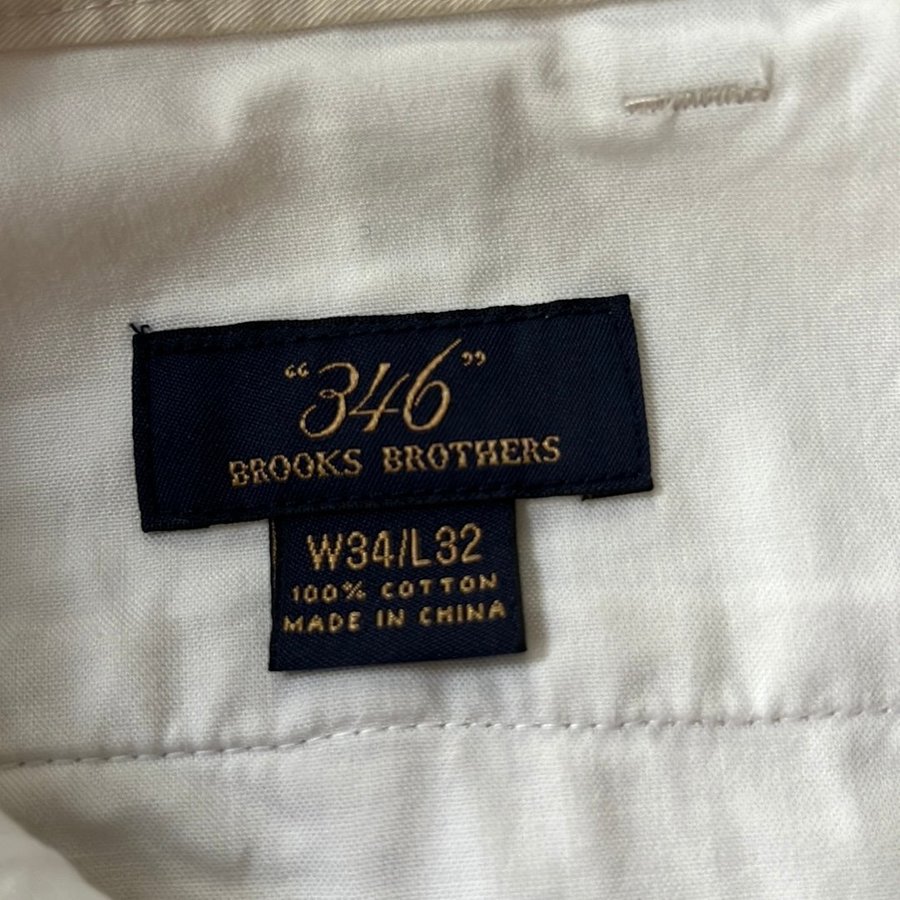 “346”
BROOKS BROTHERS
W34/L32
100% COTTON
MADE IN CHINA